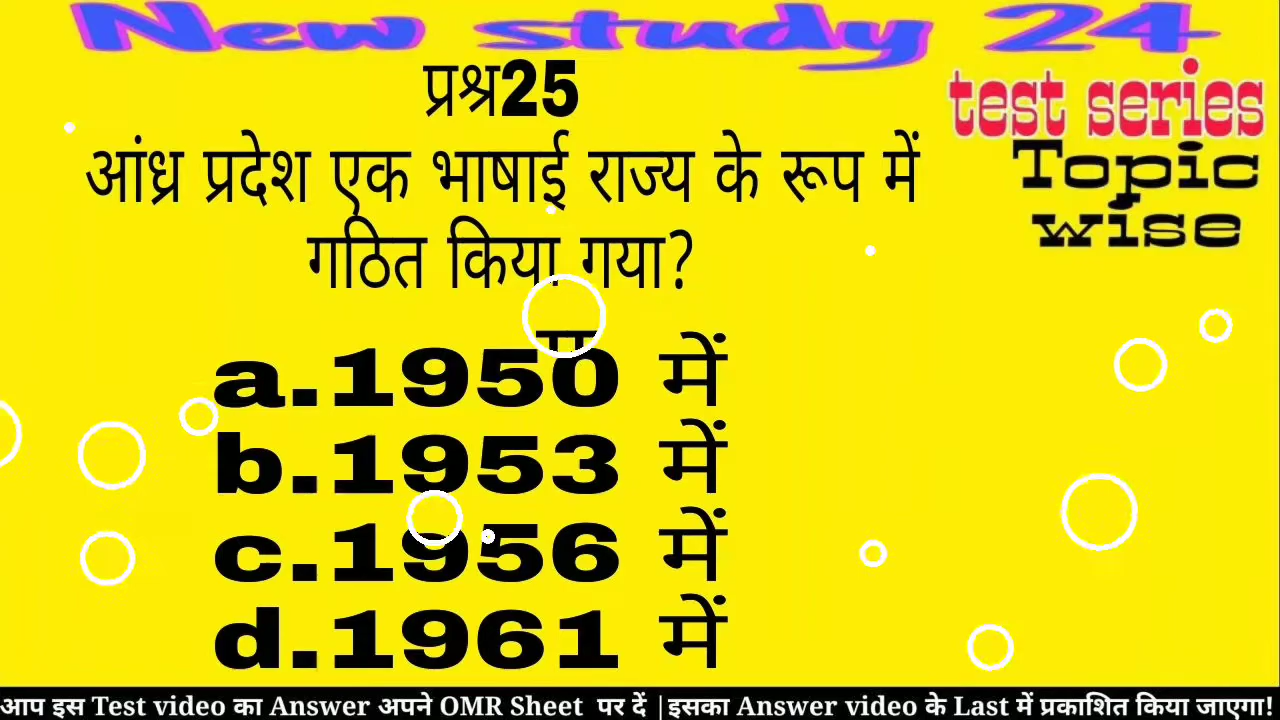 New study 24
test series
Topic
wise
प्रश्न25
आंध्र प्रदेश एक भाषाई राज्य के रूप में
गठित किया गया?
a.1950 में
b.1953 में
c.1956 में
d.1961 में
आप इस Test video का Answer अपने OMR Sheet पर दें |इसका Answer video के Last में प्रकाशित किया जाएगा!